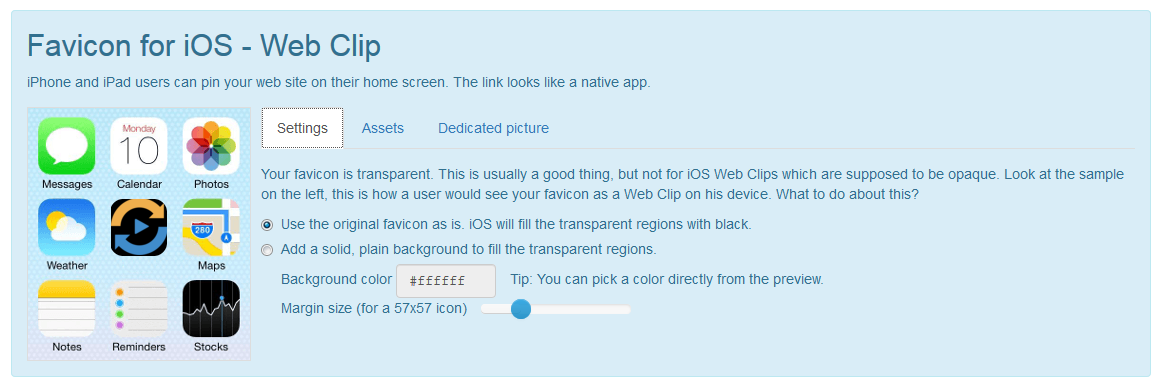 Favicon for iOS - Web Clip
iPhone and iPad users can pin your web site on their home screen. The link looks like a native app.
Monday
10
Messages Calendar Photos
280
Weather Maps
Notes Reminders Stocks
Settings Assets Dedicated picture
Your favicon is transparent. This is usually a good thing, but not for iOS Web Clips which are supposed to be opaque. Look at the sample
on the left, this is how a user would see your favicon as a Web Clip on his device. What to do about this?
Use the original favicon as is. iOS will fill the transparent regions with black.
Add a solid, plain background to fill the transparent regions.
Background color #ffffff Tip: You can pick a color directly from the preview.
Margin size (for a 57x57 icon)